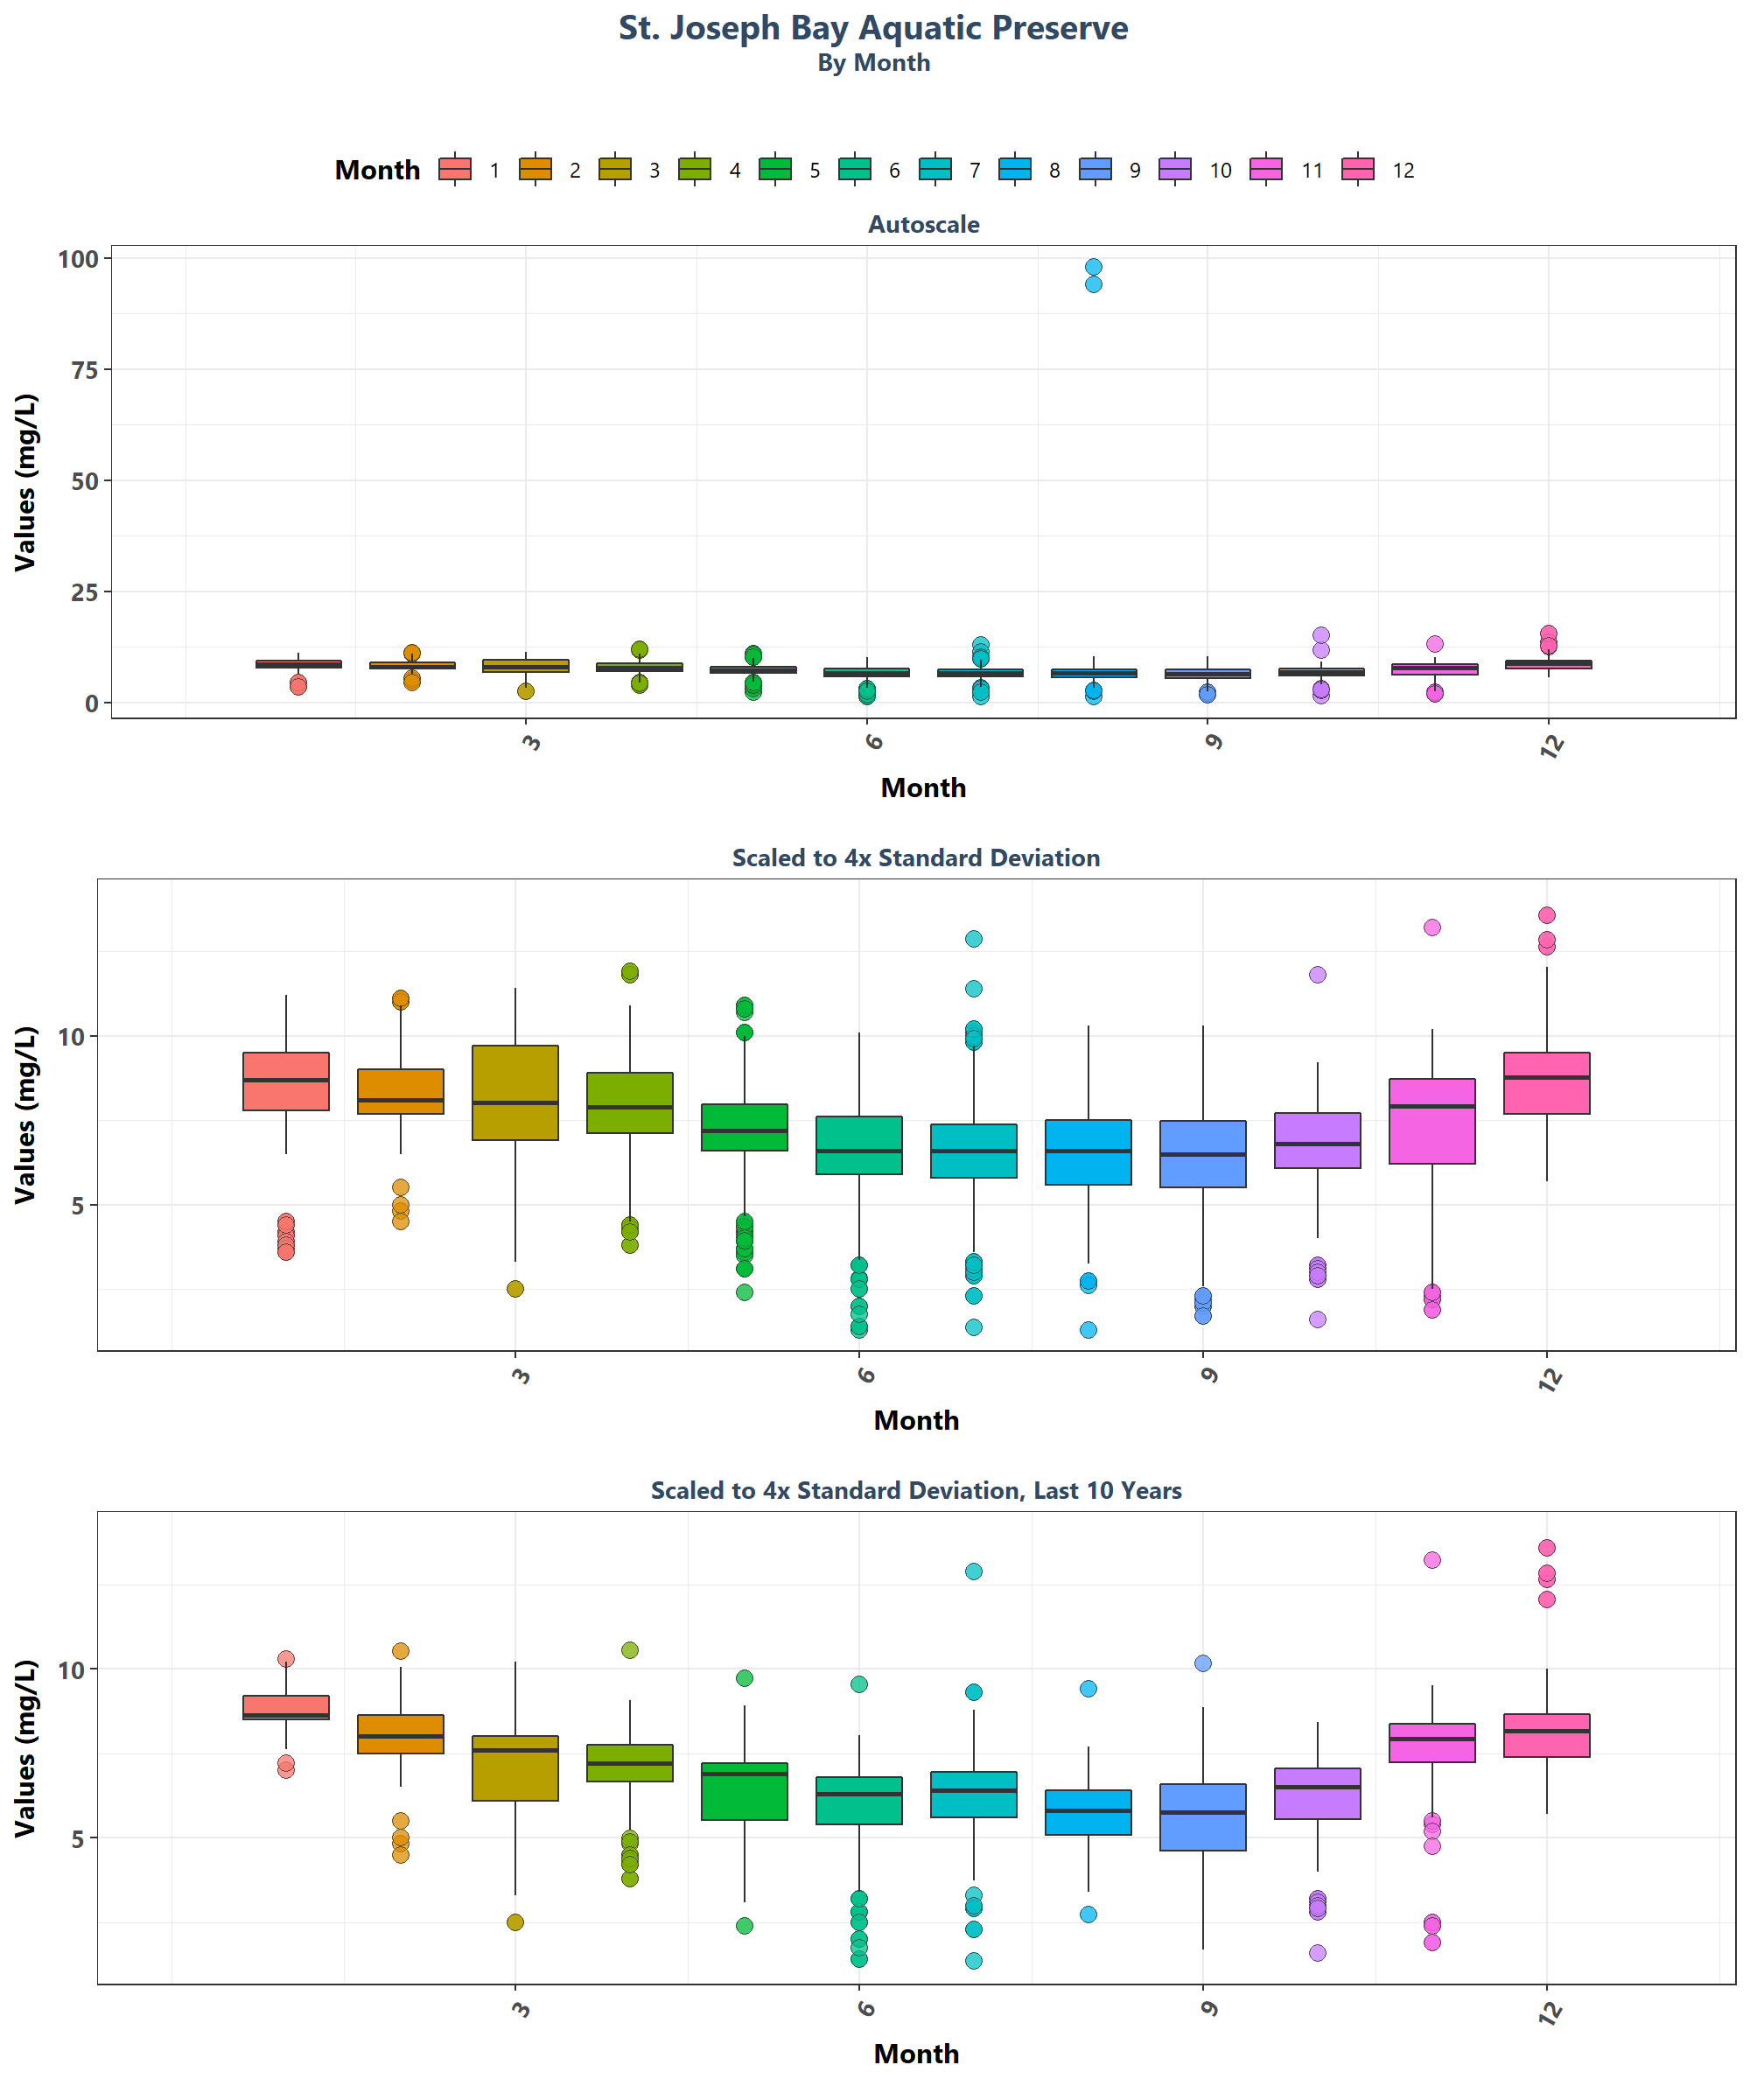 St. Joseph Bay Aquatic Preserve
By Month
Month 1 2 3 4 5 6 7 8 9 10 11 12
Autoscale
Values (mg/L)
100
75
50
25
0
3 6 9 12
Month
Scaled to 4x Standard Deviation
Values (mg/L)
10
5
3 6 9 12
Month
Scaled to 4x Standard Deviation, Last 10 Years
Values (mg/L)
10
5
3 6 9 12
Month